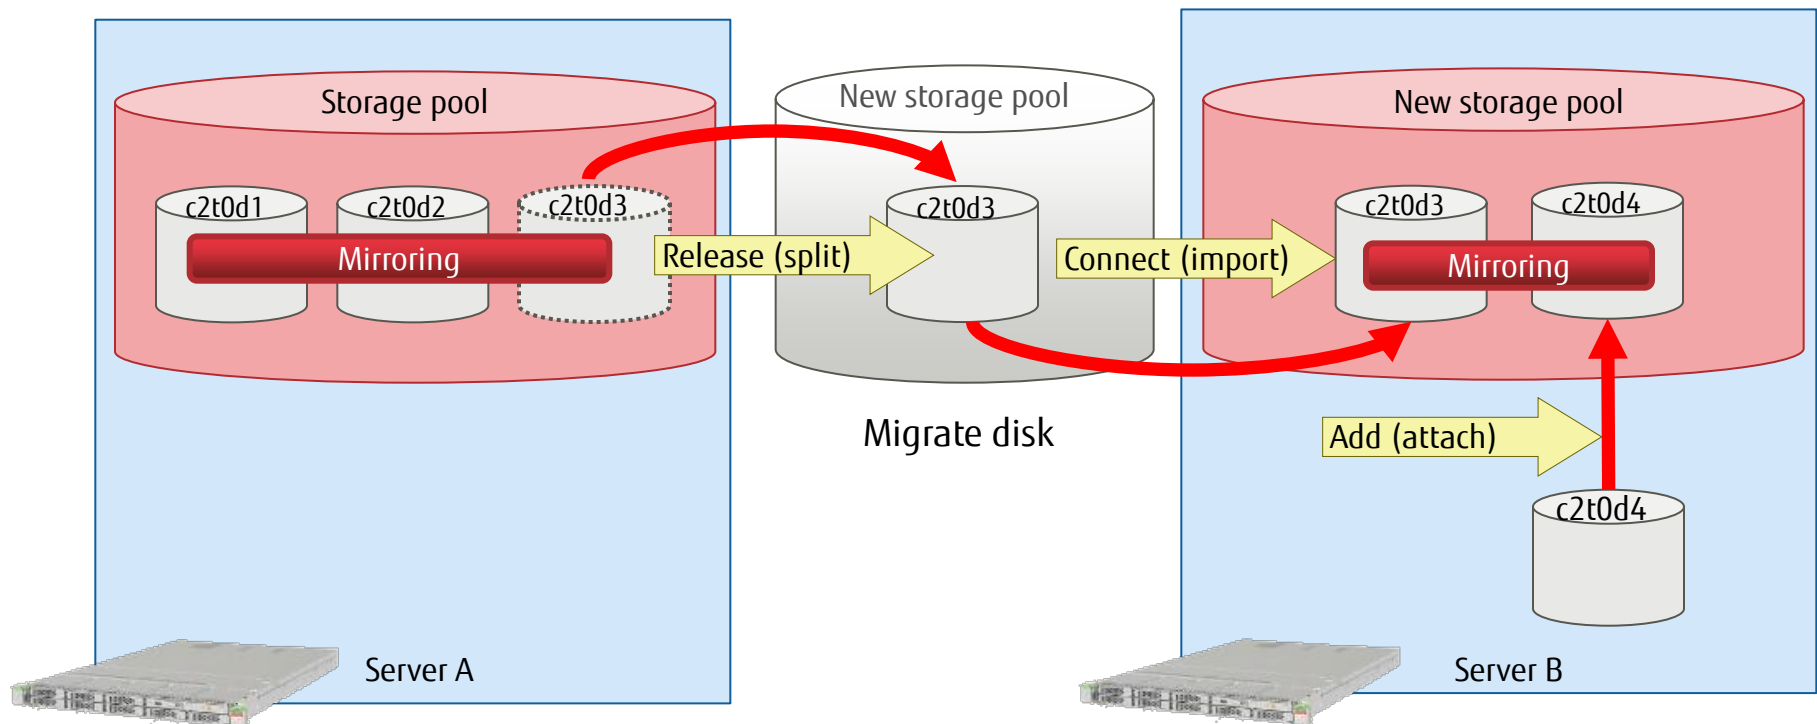 Storage pool
c2t0d1
c2t0d2
c2t0d3
Mirroring
Release (split)
New storage pool
c2t0d3
Connect (import)
Migrate disk
New storage pool
c2t0d3
c2t0d4
Mirroring
Add (attach)
c2t0d4
Server A
Server B